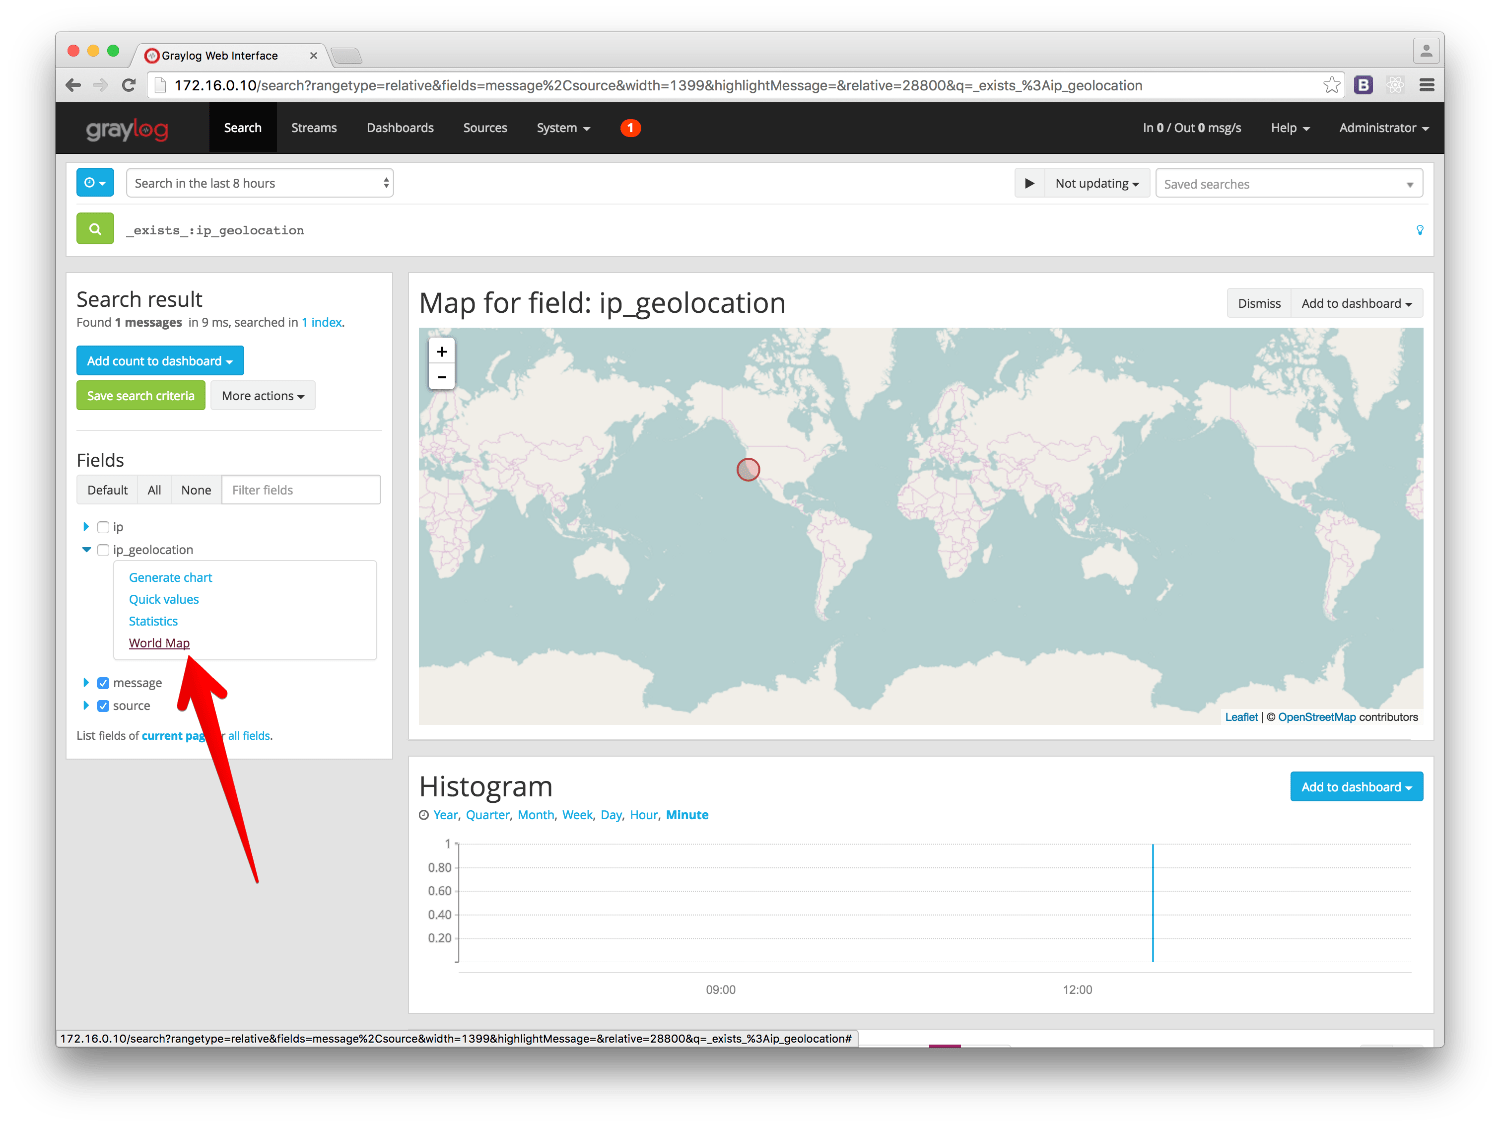 Graylog Web Interface ×
172.16.0.10/search?rangetype=relative&fields=message%2Csource&width=1399&highlightMessage=&relative=28800&q=_exists_%3Aip_geolocation
B
graylog Search Streams Dashboards Sources System 1 In 0 / Out 0 msg/s Help Administrator
Search in the last 8 hours Not updating Saved searches
_exists_:ip_geolocation
Search result
Found 1 messages in 9 ms, searched in 1 index.
Add count to dashboard
Save search criteria More actions
Fields
Default All None Filter fields
ip
ip_geolocation
Generate chart
Quick values
Statistics
World Map
message
source
List fields of current pag r all fields.
Map for field: ip_geolocation Dismiss Add to dashboard
+
-
Leaflet | © OpenStreetMap contributors
Histogram Add to dashboard
Year, Quarter, Month, Week, Day, Hour, Minute
1
0.80
0.60
0.40
0.20
09:00 12:00
172.16.0.10/search?rangetype=relative&fields=message%2Csource&width=1399&highlightMessage=&relative=28800&q=_exists_%3Aip_geolocation#